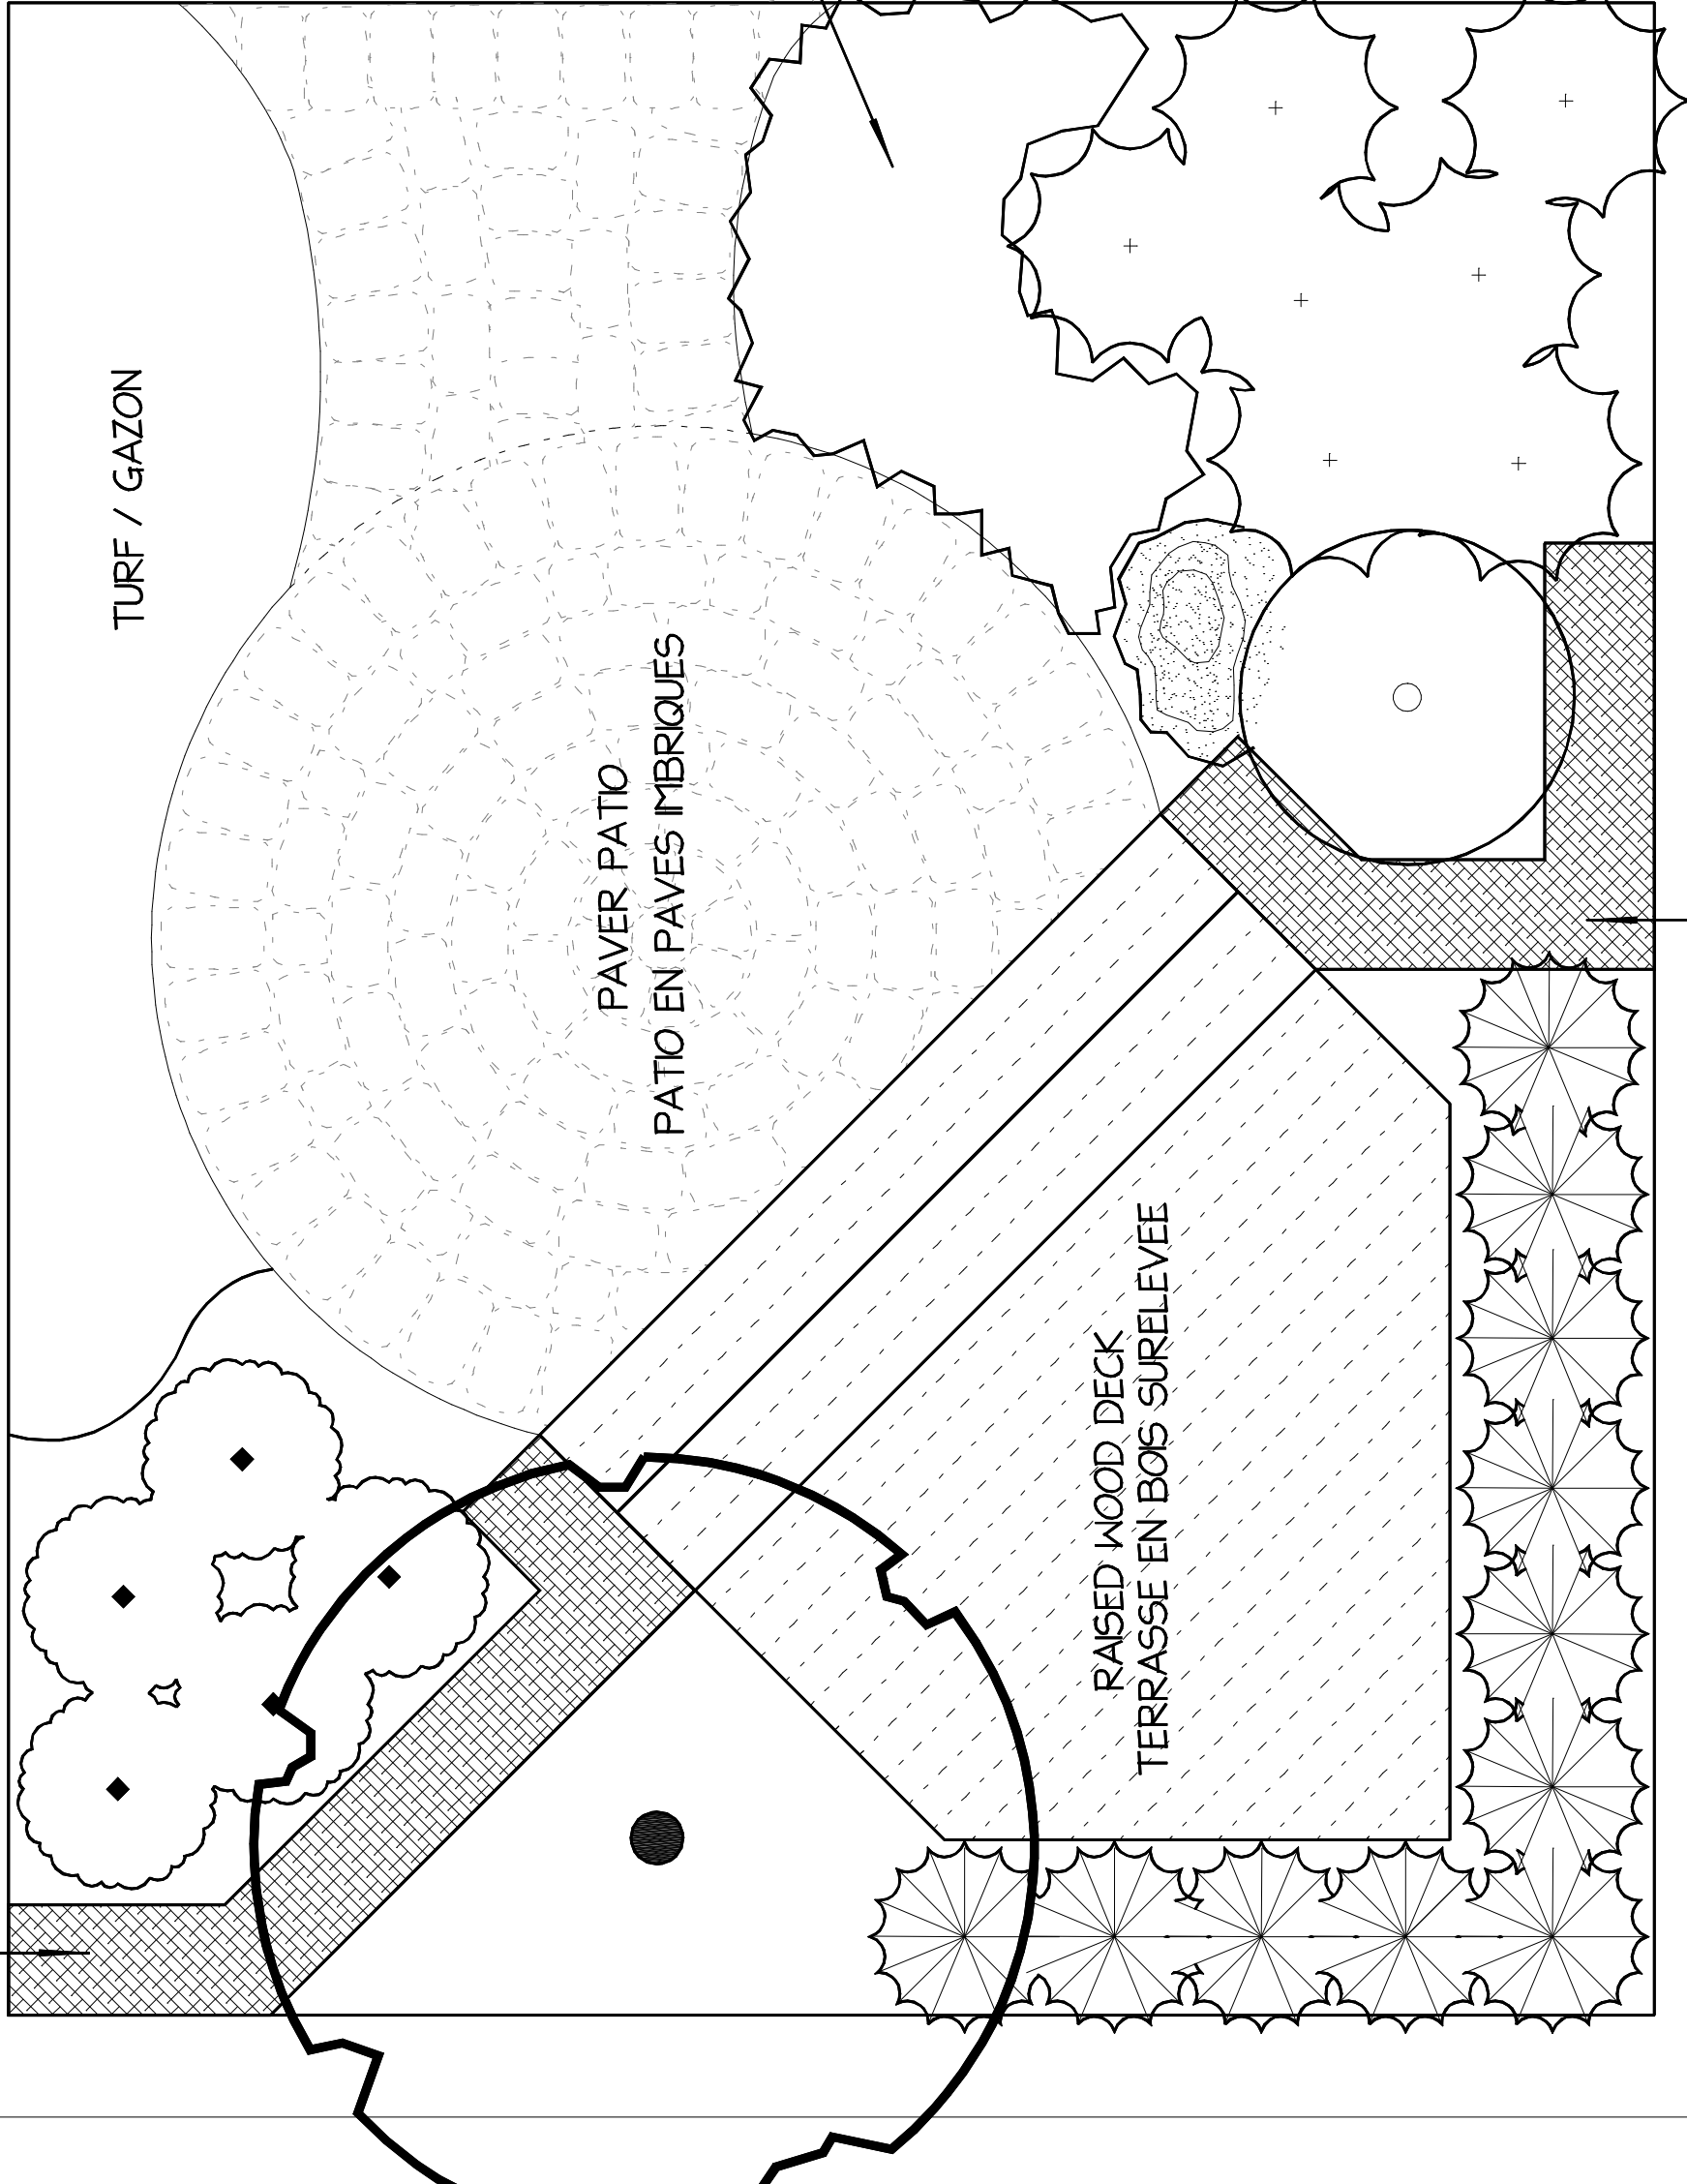 TURF / GAZON
PAVER PATIO
PATIO EN PAVES IMBRIQUES
RAISED WOOD DECK
TERRASSE EN BOIS SURELEVEE